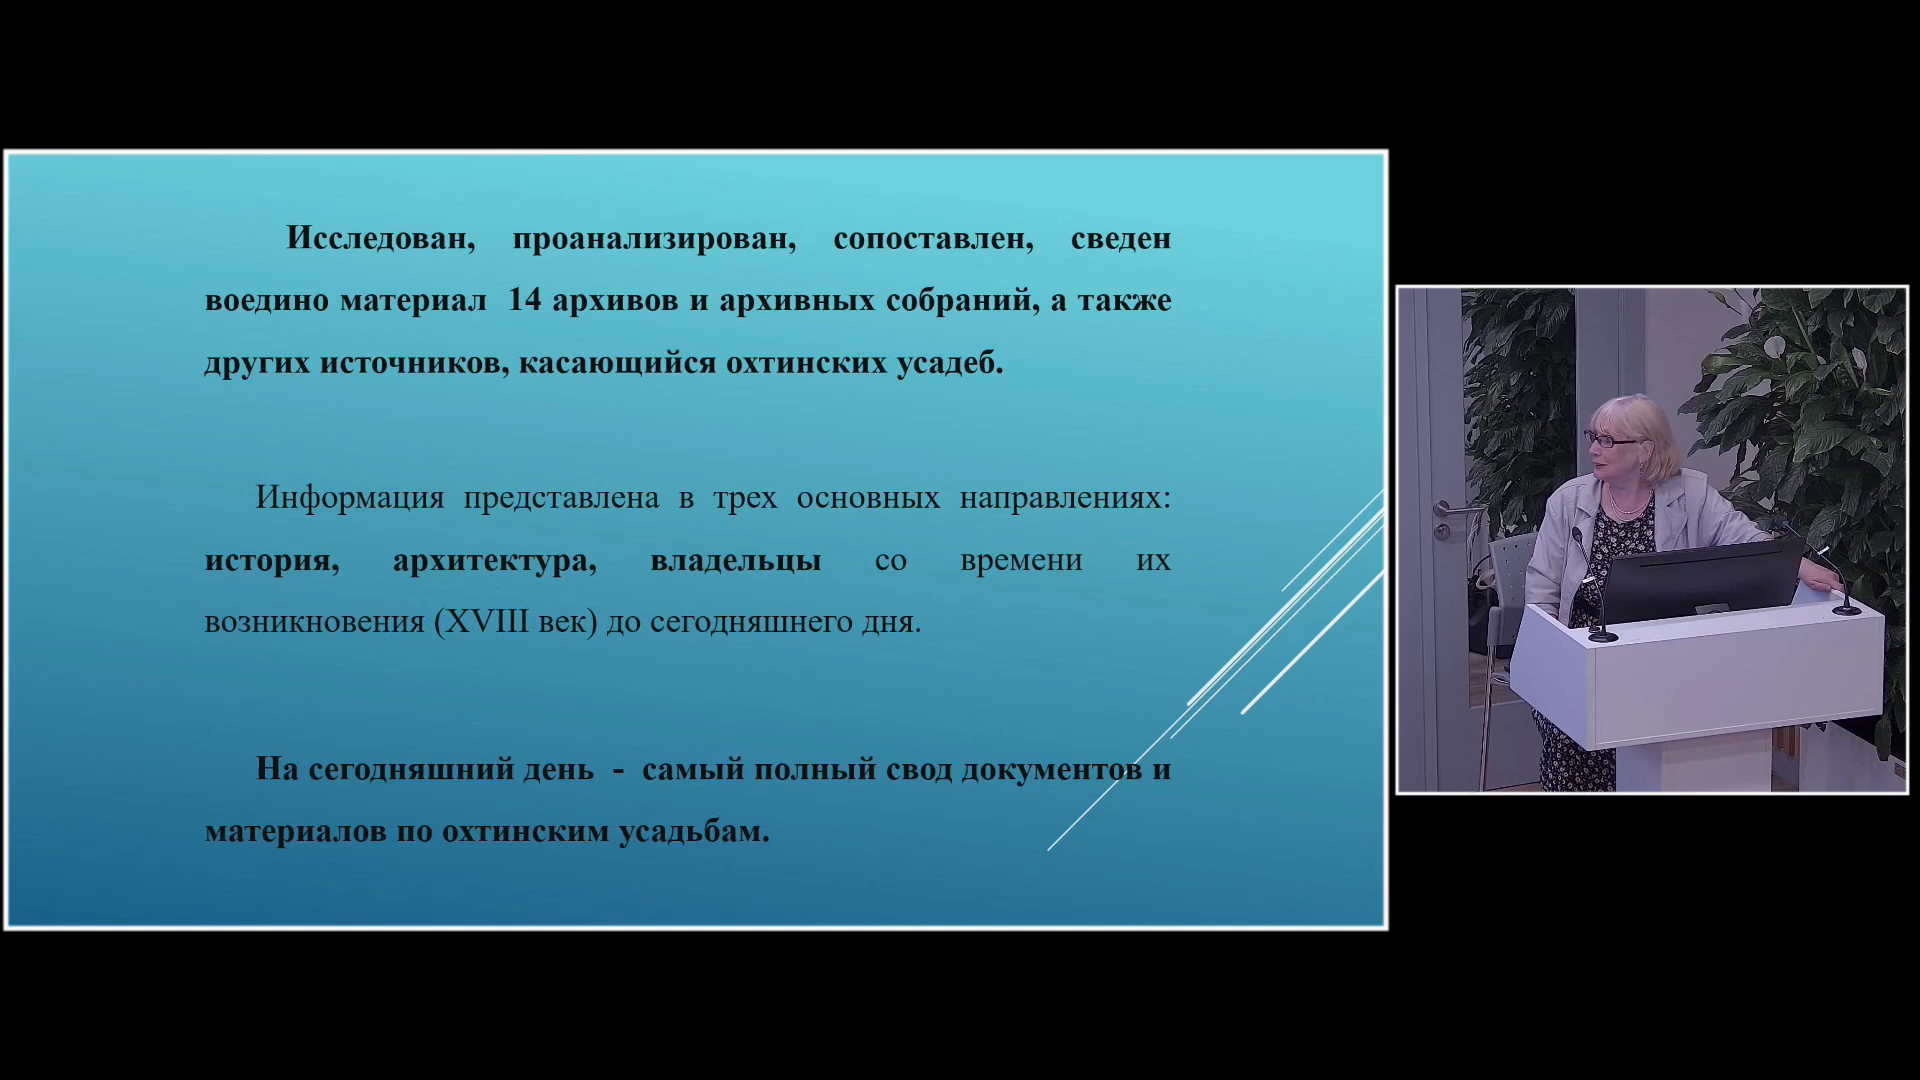 Исследован, проанализирован, сопоставлен, сведен
воедино материал 14 архивов и архивных собраний, а также
других источников, касающийся охтинских усадеб.
Информация представлена в трех основных направлениях:
история, архитектура, владельцы со времени их
возникновения (XVIII век) до сегодняшнего дня.
На сегодняшний день - самый полный свод документов и
материалов по охтинским усадьбам.